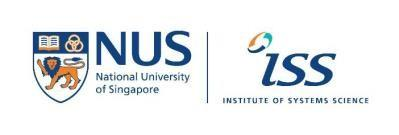 NUS
National University
of Singapore
iss
INSTITUTE OF SYSTEMS SCIENCE